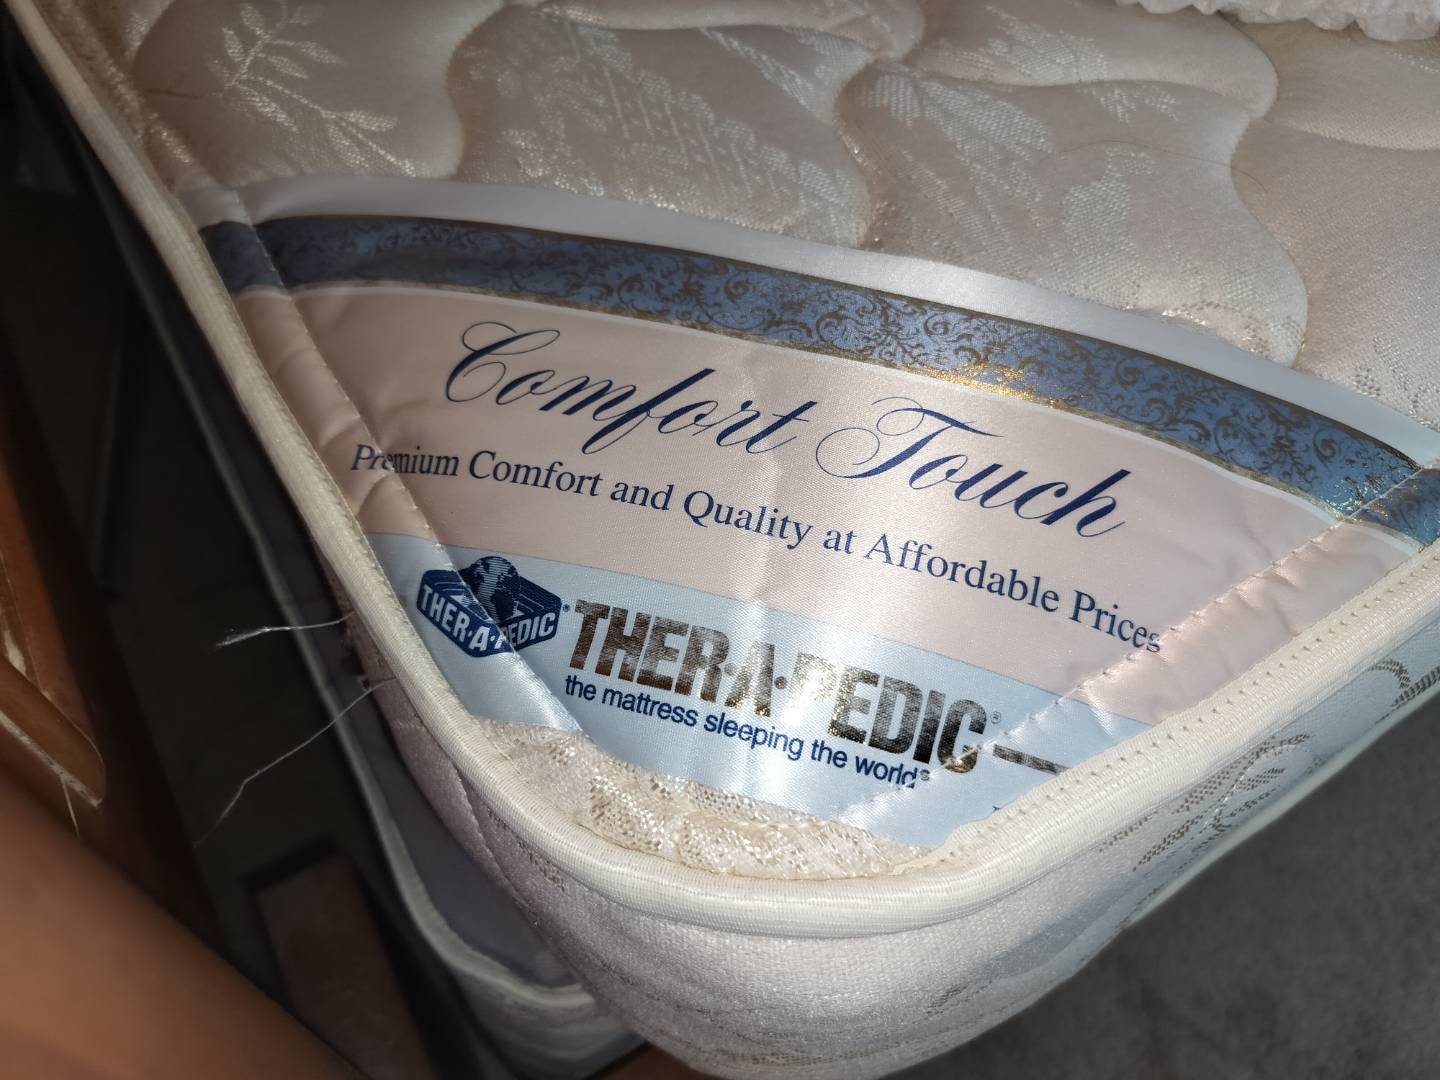 Comfort Touch
Premium Comfort and Quality at Affordable Prices
THER·A·PEDIC®
THER·A·PEDIC®
the mattress sleeping the world®